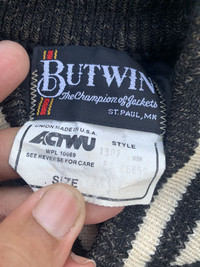 BUTWIN
The Champion of Jackets
ST. PAUL, MN
UNION MADE IN U.S.A.
ACTWU
STYLE
WPL 10069
SEE REVERSE FOR CARE
SIZE